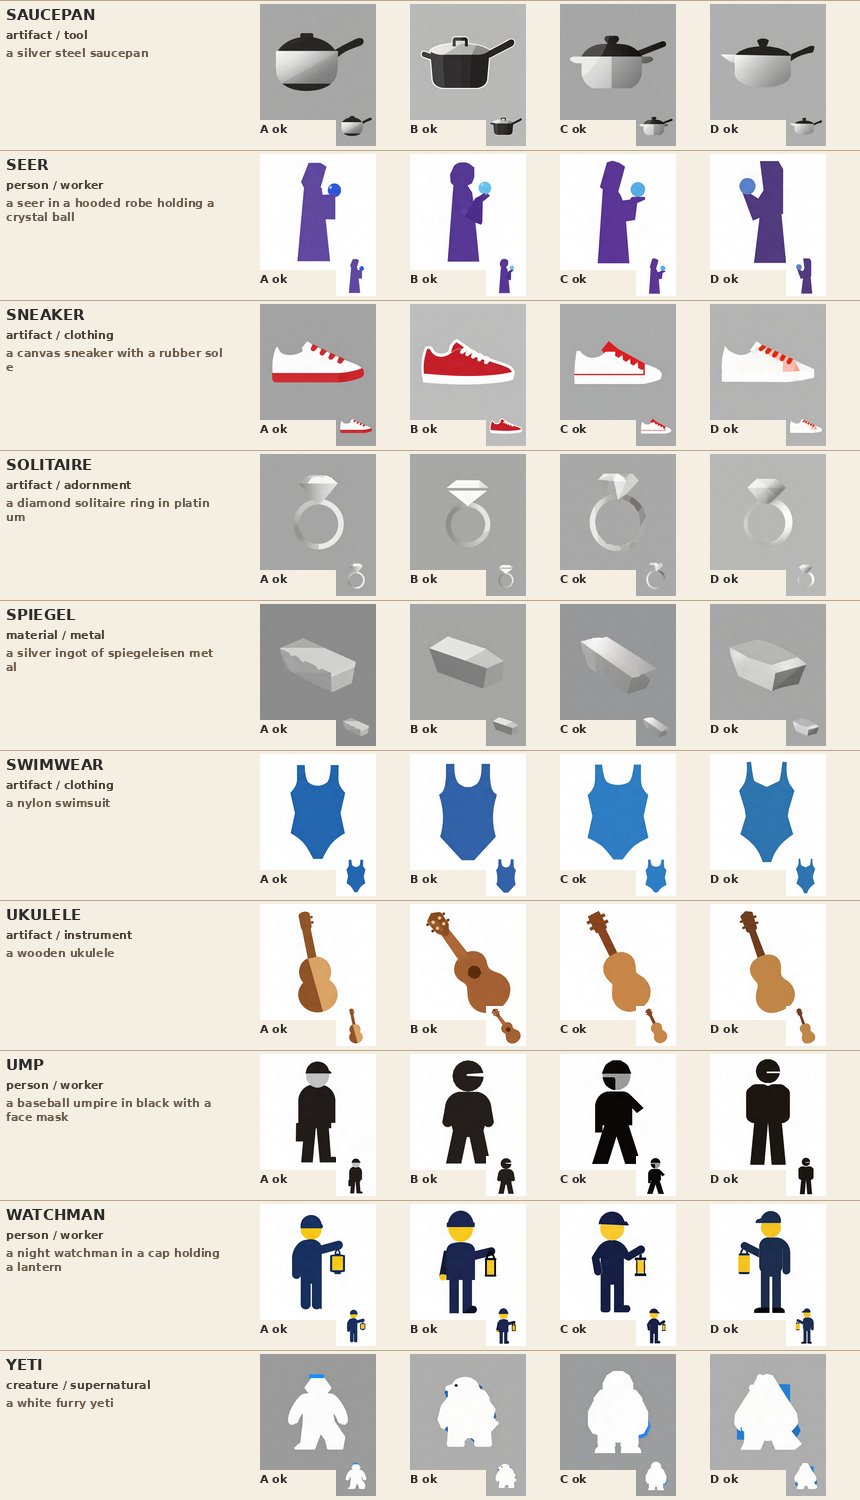 SAUCEPAN
artifact / tool
a silver steel saucepan
A ok
B ok
C ok
D ok
SEER
person / worker
a seer in a hooded robe holding a
crystal ball
A ok
B ok
C ok
D ok
SNEAKER
artifact / clothing
a canvas sneaker with a rubber sol
e
A ok
B ok
C ok
D ok
SOLITAIRE
artifact / adornment
a diamond solitaire ring in platin
um
A ok
B ok
C ok
D ok
SPIEGEL
material / metal
a silver ingot of spiegeleisen met
al
A ok
B ok
C ok
D ok
SWIMWEAR
artifact / clothing
a nylon swimsuit
A ok
B ok
C ok
D ok
UKULELE
artifact / instrument
a wooden ukulele
A ok
B ok
C ok
D ok
UMP
person / worker
a baseball umpire in black with a
face mask
A ok
B ok
C ok
D ok
WATCHMAN
person / worker
a night watchman in a cap holding
a lantern
A ok
B ok
C ok
D ok
YETI
creature / supernatural
a white furry yeti
A ok
B ok
C ok
D ok